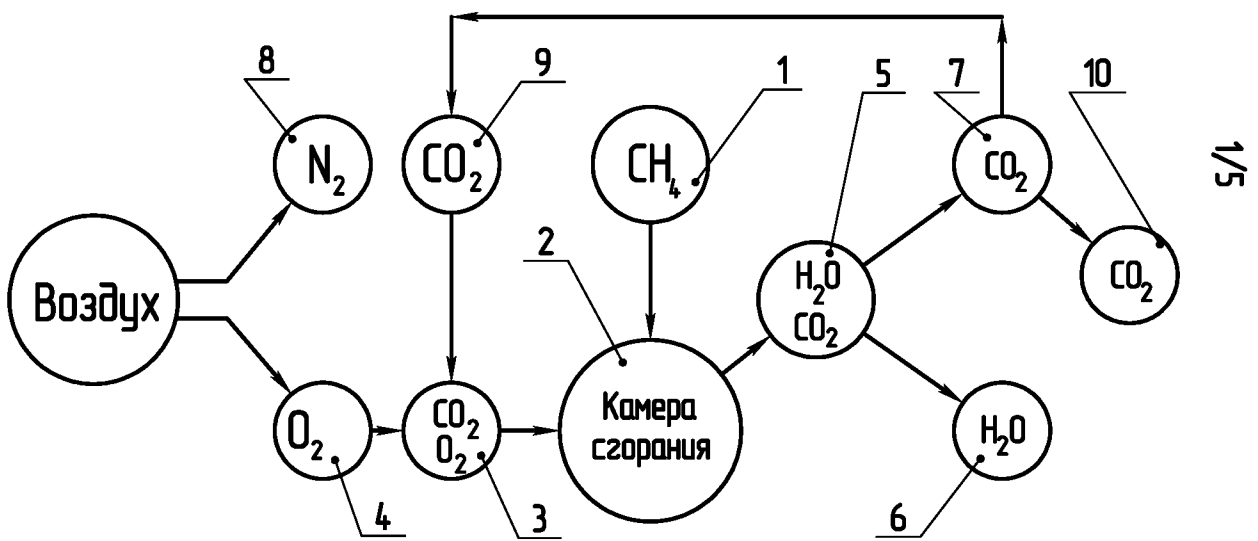 8
9
1
5
7
10
1/5
N₂
CO₂
CH₄
CO₂
2
H₂O
CO₂
CO₂
Воздух
Камера
сгорания
O₂
CO₂
O₂
H₂O
4
3
6